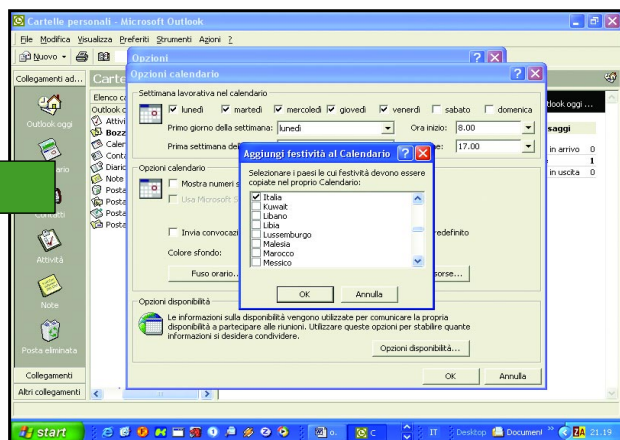 Cartelle personali - Microsoft Outlook
File Modifica Visualizza Preferiti Strumenti Azioni ?
Nuovo
Opzioni
Collegamenti ad...
Carte
Opzioni calendario
Elenco c
Outlook c
Outlook oggi ...
Settimana lavorativa nel calendario
lunedì martedì mercoledì giovedì venerdì sabato domenica
Primo giorno della settimana: lunedì Ora inizio: 8.00
Prima settimana de 17.00
Outlook oggi
Attivi
Bozz
Caler
Conta
Diario
Note
Posta
Posta
Posta
Posta
saggi
in arrivo 0
1
in uscita 0
Aggiungi festività al Calendario
Selezionare i paesi le cui festività devono essere
copiate nel proprio Calendario:
Italia
Kuwait
Libano
Libia
Lussemburgo
Malesia
Marocco
Messico
OK Annulla
Opzioni calendario
Mostra numeri s
Usa Microsoft S
Invia convocazi redefinito
Colore sfondo:
Fuso orario.. sorse...
Contatti
Attività
Note
Posta eliminata
Collegamenti
Altri collegamenti
Opzioni disponibilità
Le informazioni sulla disponibilità vengono utilizzate per comunicare la propria
disponibilità a partecipare alle riunioni. Utilizzare queste opzioni per stabilire quante
informazioni si desidera condividere.
Opzioni disponibilità...
OK Annulla
start
IT Desktop Document 21.19